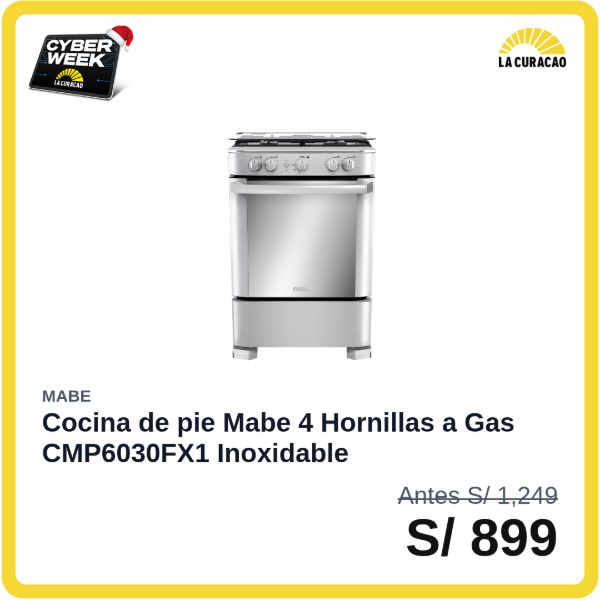 CYBER
WEEK
LA CURACAO
LA CURACAO
MABE
Cocina de pie Mabe 4 Hornillas a Gas
CMP6030FX1 Inoxidable
Antes S/ 1,249
S/ 899